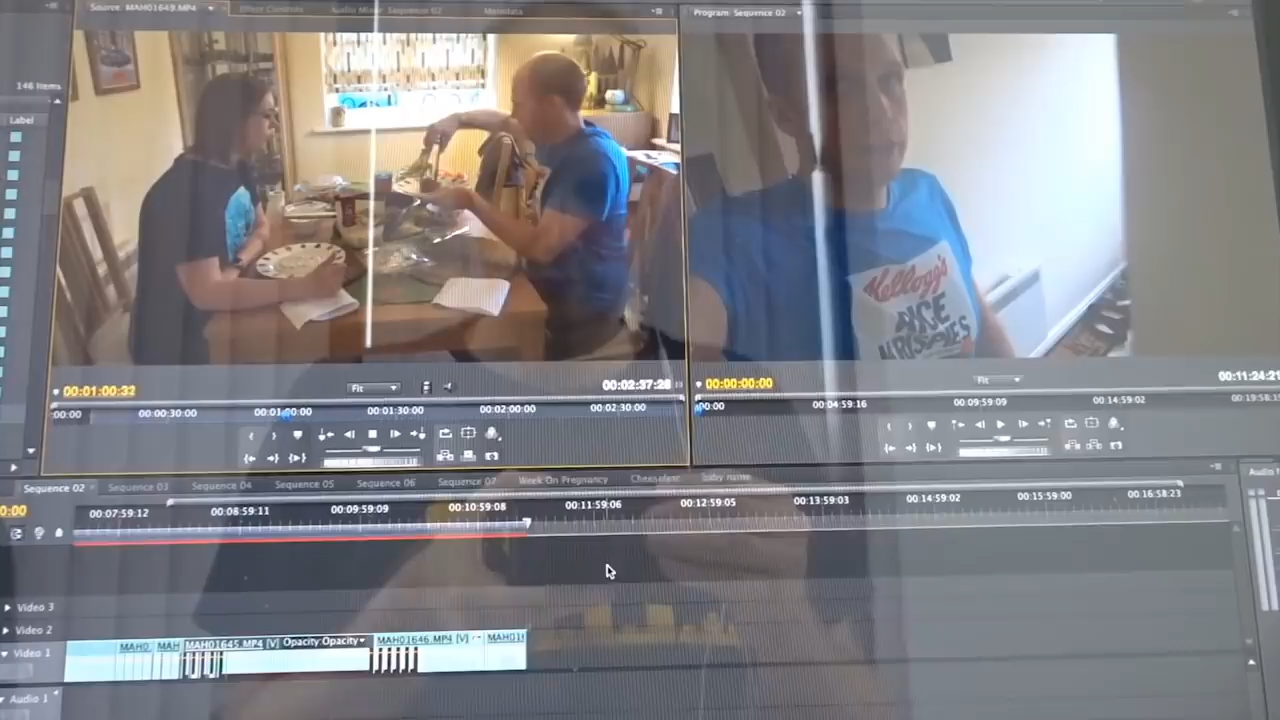 Source: MAH01649.MP4 Effect Controls Audio Mixer: Sequence 02 Metadata
Program: Sequence 02
146 Items
Label
Kellogg's
RICE
KRISPIES
00:01:00:32 Fit 00:02:37:28
00:00:00:00 Fit 00:11:24:21
00:00 00:00:30:00 00:01:00:00 00:01:30:00 00:02:00:00 00:02:30:00
00:00 00:04:59:16 00:09:59:09 00:14:59:02 00:19:58:19
Sequence 02 Sequence 03 Sequence 04 Sequence 05 Sequence 06 Sequence 07 Week On Pregnancy baby name
Audio
0:00 00:07:59:12 00:08:59:11 00:09:59:09 00:10:59:08 00:11:59:06 00:12:59:05 00:13:59:03 00:14:59:02 00:15:59:00 00:16:58:23
Video 3
Video 2
Video 1 MAH0 MAH MAH01645.MP4 [V] Opacity:Opacity MAH01646.MP4 [V] MAH01
Audio 1